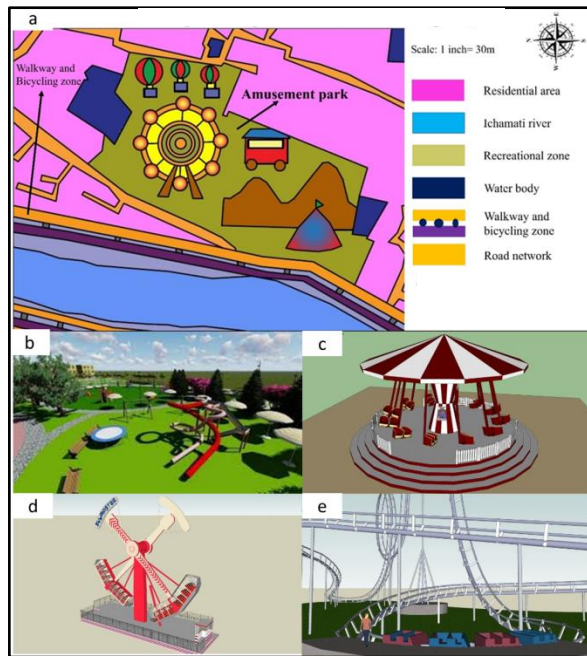 a
Scale: 1 inch= 30m
Walkway and
Bicycling zone
Amusement park
Residential area
Ichamati river
Recreational zone
Water body
Walkway and
bicycling zone
Road network
b
c
d
e